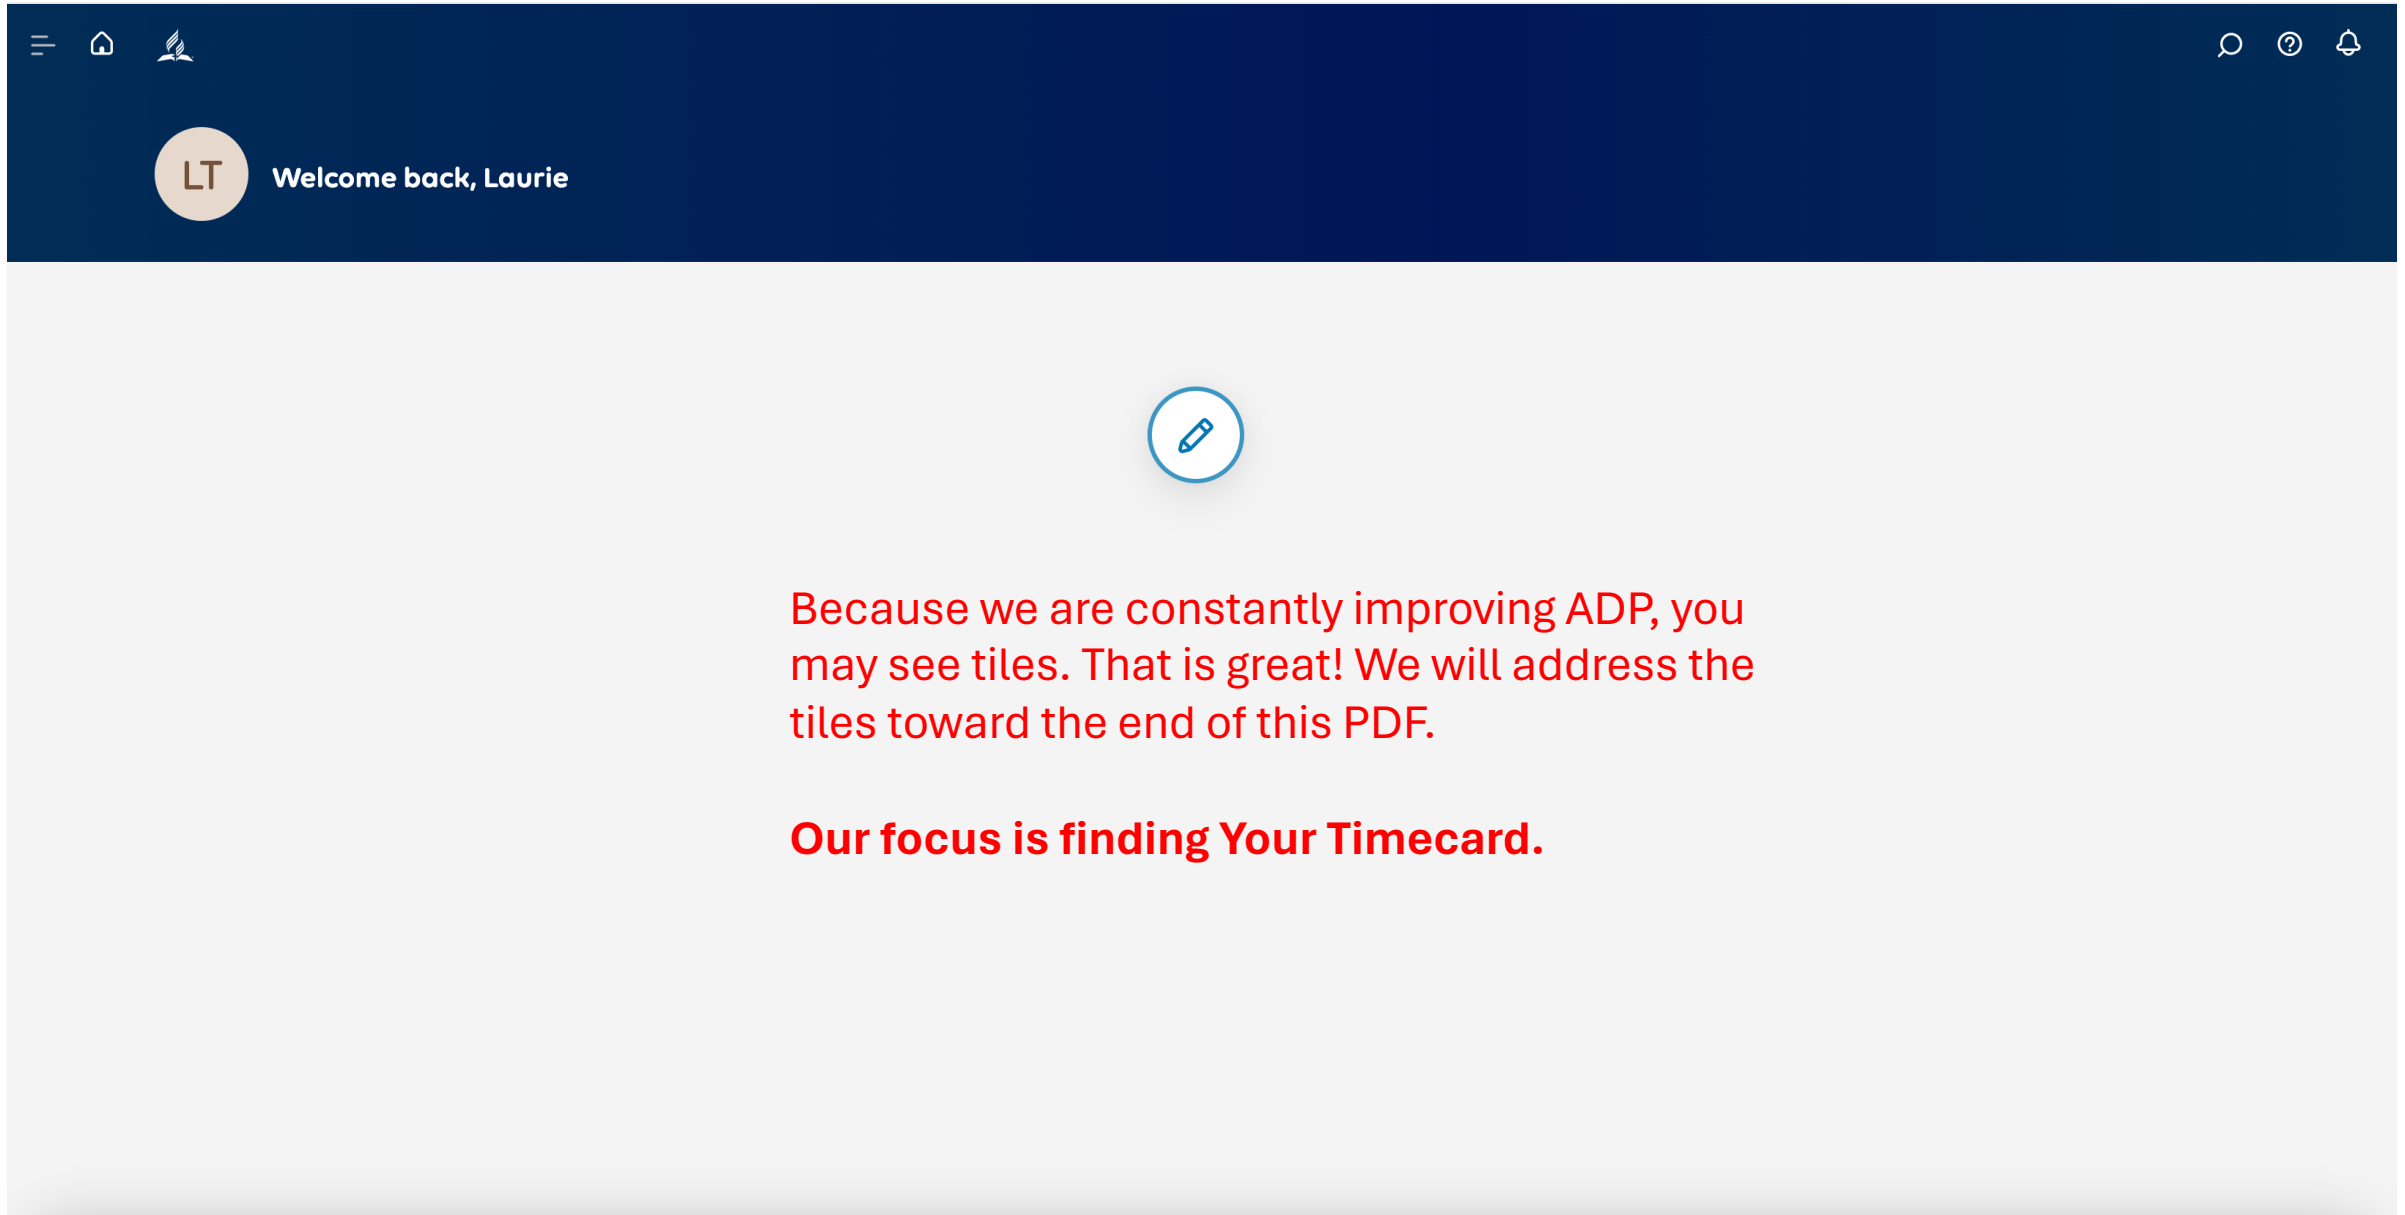 LT
Welcome back, Laurie
Because we are constantly improving ADP, you
may see tiles. That is great! We will address the
tiles toward the end of this PDF.
Our focus is finding Your Timecard.